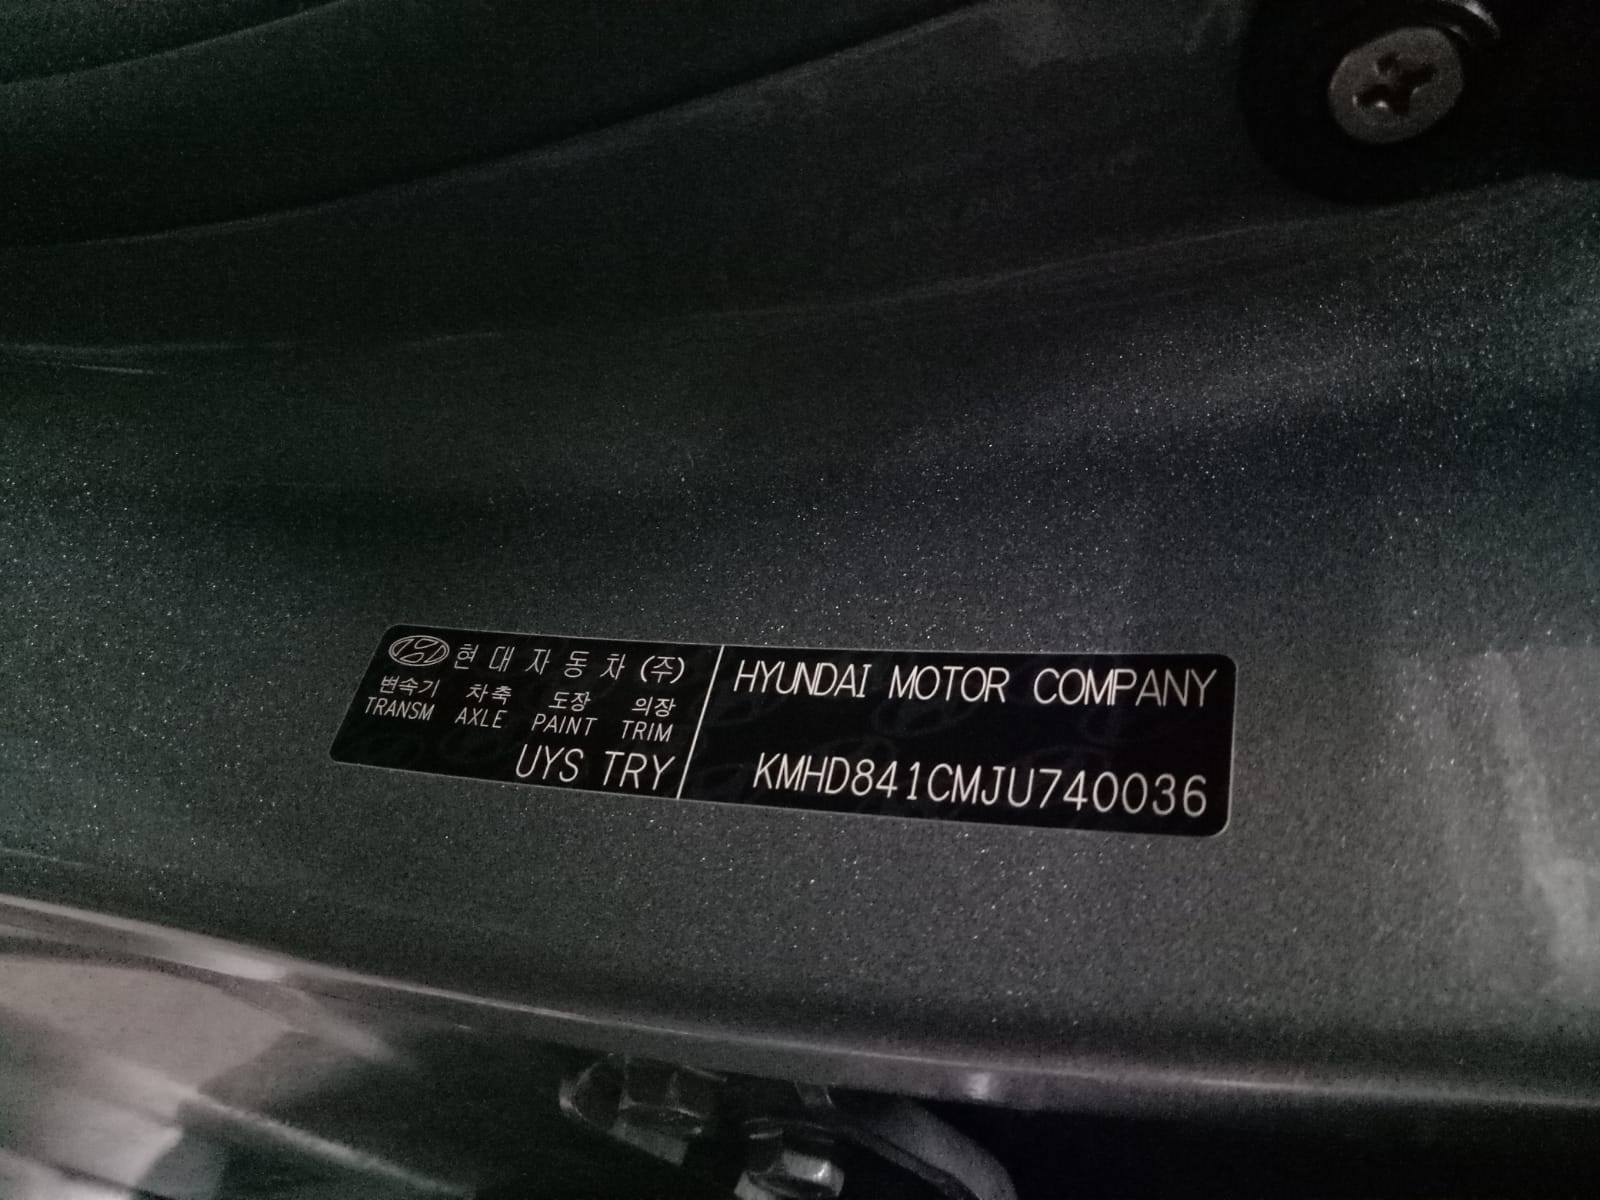 현대자동차(주)
변속기 차축 도장 의장
TRANSM AXLE PAINT TRIM
UYS TRY
HYUNDAI MOTOR COMPANY
KMHD841CMJU740036